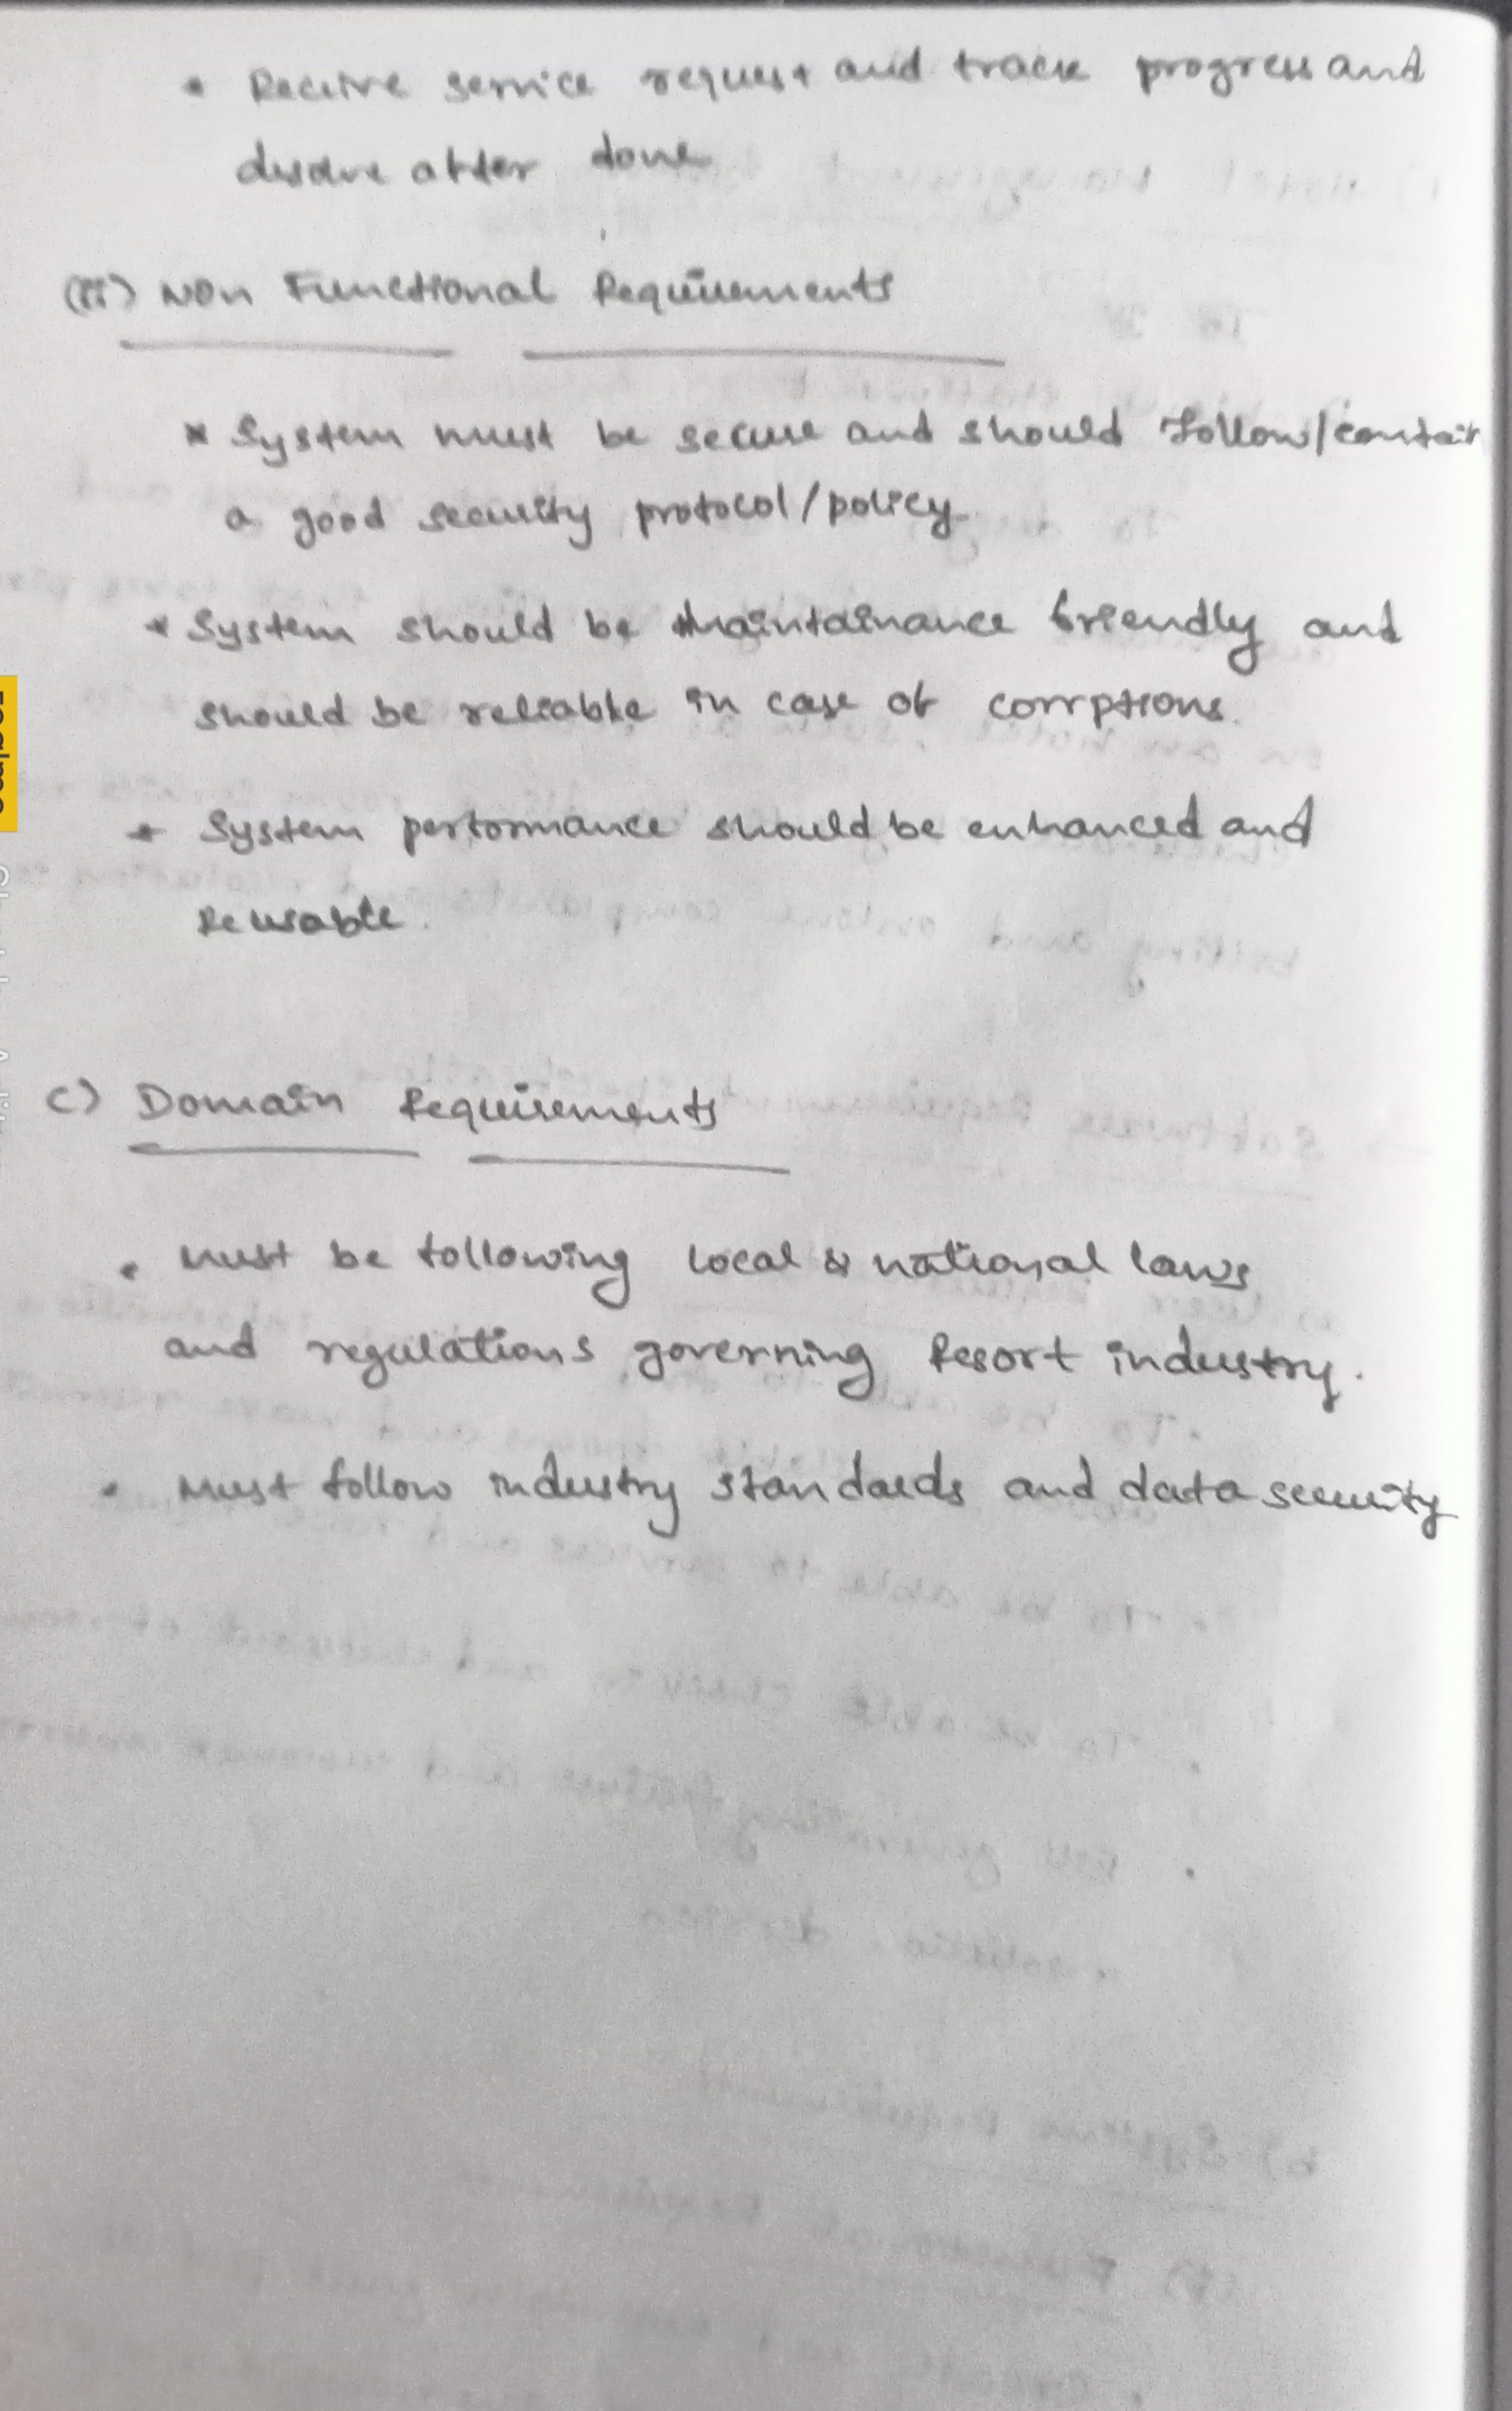 • Receive service request and track progress and
after done
(ii) Non Functional Requirements
* System must be secure and should follow/contain
a good security protocol/policy
* System should be maintainance friendly and
should be reliable in case of corrptions.
* System performance should be enhanced and
Reusable.
c) Domain Requirements
• Must be following local & national laws
and regulations governing Resort industry.
• Must follow industry standards and data security